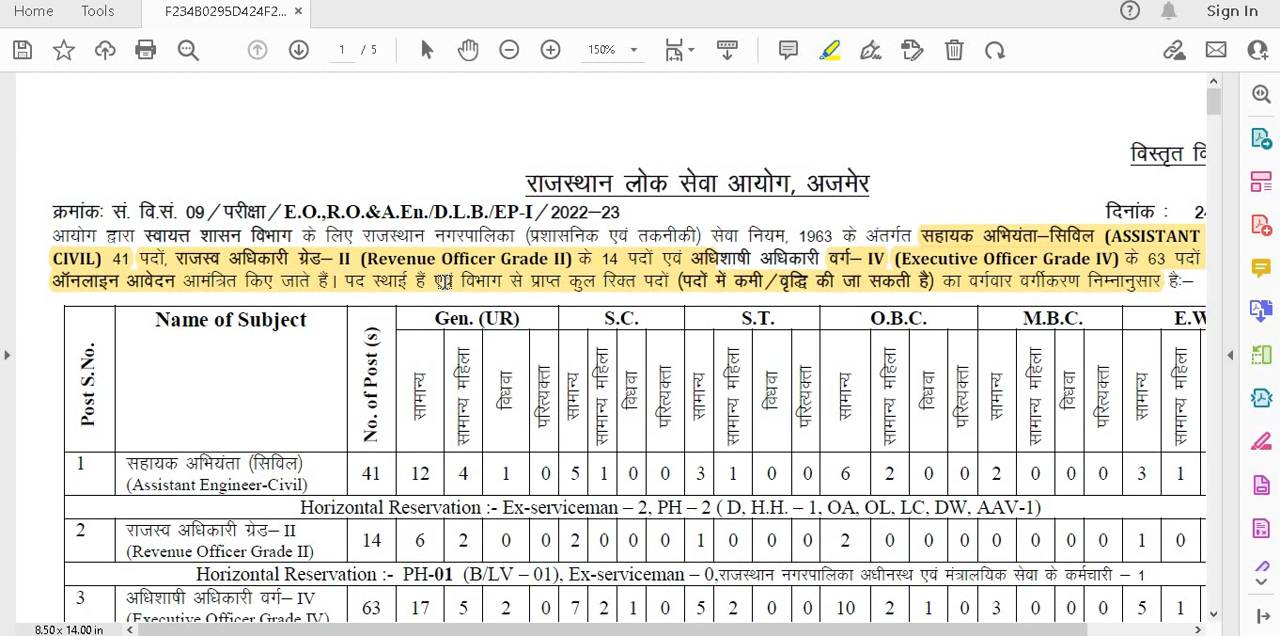 Home Tools F234B0295D424F2... ×
Sign In
1 / 5 150%
विस्तृत वि
राजस्थान लोक सेवा आयोग, अजमेर
क्रमांकः सं. वि.सं. 09/परीक्षा/E.O.,R.O.&A.En./D.L.B./EP-I/2022–23 दिनांक : 2
आयोग द्वारा स्वायत्त शासन विभाग के लिए राजस्थान नगरपालिका (प्रशासनिक एवं तकनीकी) सेवा नियम, 1963 के अंतर्गत सहायक अभियंता–सिविल (ASSISTANT
CIVIL) 41 पदों, राजस्व अधिकारी ग्रेड– II (Revenue Officer Grade II) के 14 पदों एवं अधिशाषी अधिकारी वर्ग– IV (Executive Officer Grade IV) के 63 पदों
ऑनलाइन आवेदन आमंत्रित किए जाते हैं। पद स्थाई हैं एवं विभाग से प्राप्त कुल रिक्त पदों (पदों में कमी/वृद्धि की जा सकती है) का वर्गवार वर्गीकरण निम्नानुसार हैः–
Post S.No. Name of Subject No. of Post (s) Gen. (UR) S.C. S.T. O.B.C. M.B.C. E.W
सामान्य सामान्य महिला विधवा परित्यक्ता सामान्य सामान्य महिला विधवा परित्यक्ता सामान्य सामान्य महिला विधवा परित्यक्ता सामान्य सामान्य महिला विधवा परित्यक्ता सामान्य सामान्य महिला विधवा परित्यक्ता सामान्य सामान्य महिला
1 सहायक अभियंता (सिविल) 41 12 4 1 0 5 1 0 0 3 1 0 0 6 2 0 0 2 0 0 0 3 1
(Assistant Engineer-Civil)
Horizontal Reservation :- Ex-serviceman – 2, PH – 2 ( D, H.H. – 1, OA, OL, LC, DW, AAV-1)
2 राजस्व अधिकारी ग्रेड–II 14 6 2 0 0 2 0 0 0 1 0 0 0 2 0 0 0 0 0 0 0 1 0
(Revenue Officer Grade II)
Horizontal Reservation :- PH-01 (B/LV – 01), Ex-serviceman – 0,राजस्थान नगरपालिका अधीनस्थ एवं मंत्रालयिक सेवा के कर्मचारी – 1
3 अधिशाषी अधिकारी वर्ग– IV 63 17 5 2 0 7 2 1 0 5 2 0 0 10 2 1 0 3 0 0 0 5 1
(Executive Officer Grade IV)
8.50 x 14.00 in